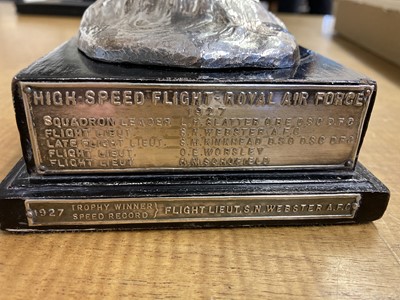 HIGH-SPEED FLIGHT-ROYAL AIR FORCE
1927
SQUADRON LEADER L.H. SLATTER O.B.E. D.S.C. D.F.C.
FLIGHT LIEUT. S.N. WEBSTER A.F.C.
LATE FLIGHT LIEUT. S.M. KINKEAD D.S.O. D.S.C. D.F.C.
FLIGHT LIEUT. O.E. WORSLEY
FLIGHT LIEUT. H.M. SCHOFIELD
1927 TROPHY WINNER SPEED RECORD } FLIGHT LIEUT. S.N. WEBSTER A.F.C.